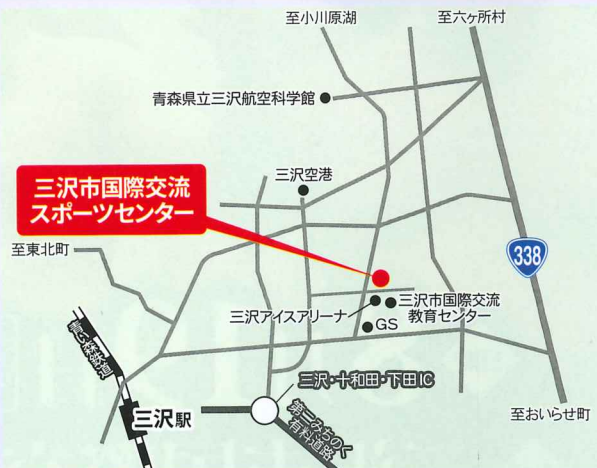 至小川原湖
至六ヶ所村
青森県立三沢航空科学館
三沢空港
三沢市国際交流
スポーツセンター
至東北町
338
三沢アイスアリーナ
三沢市国際交流
教育センター
GS
青い森鉄道
三沢・十和田・下田IC
三沢駅
第二みちのく
有料道路
至おいらせ町